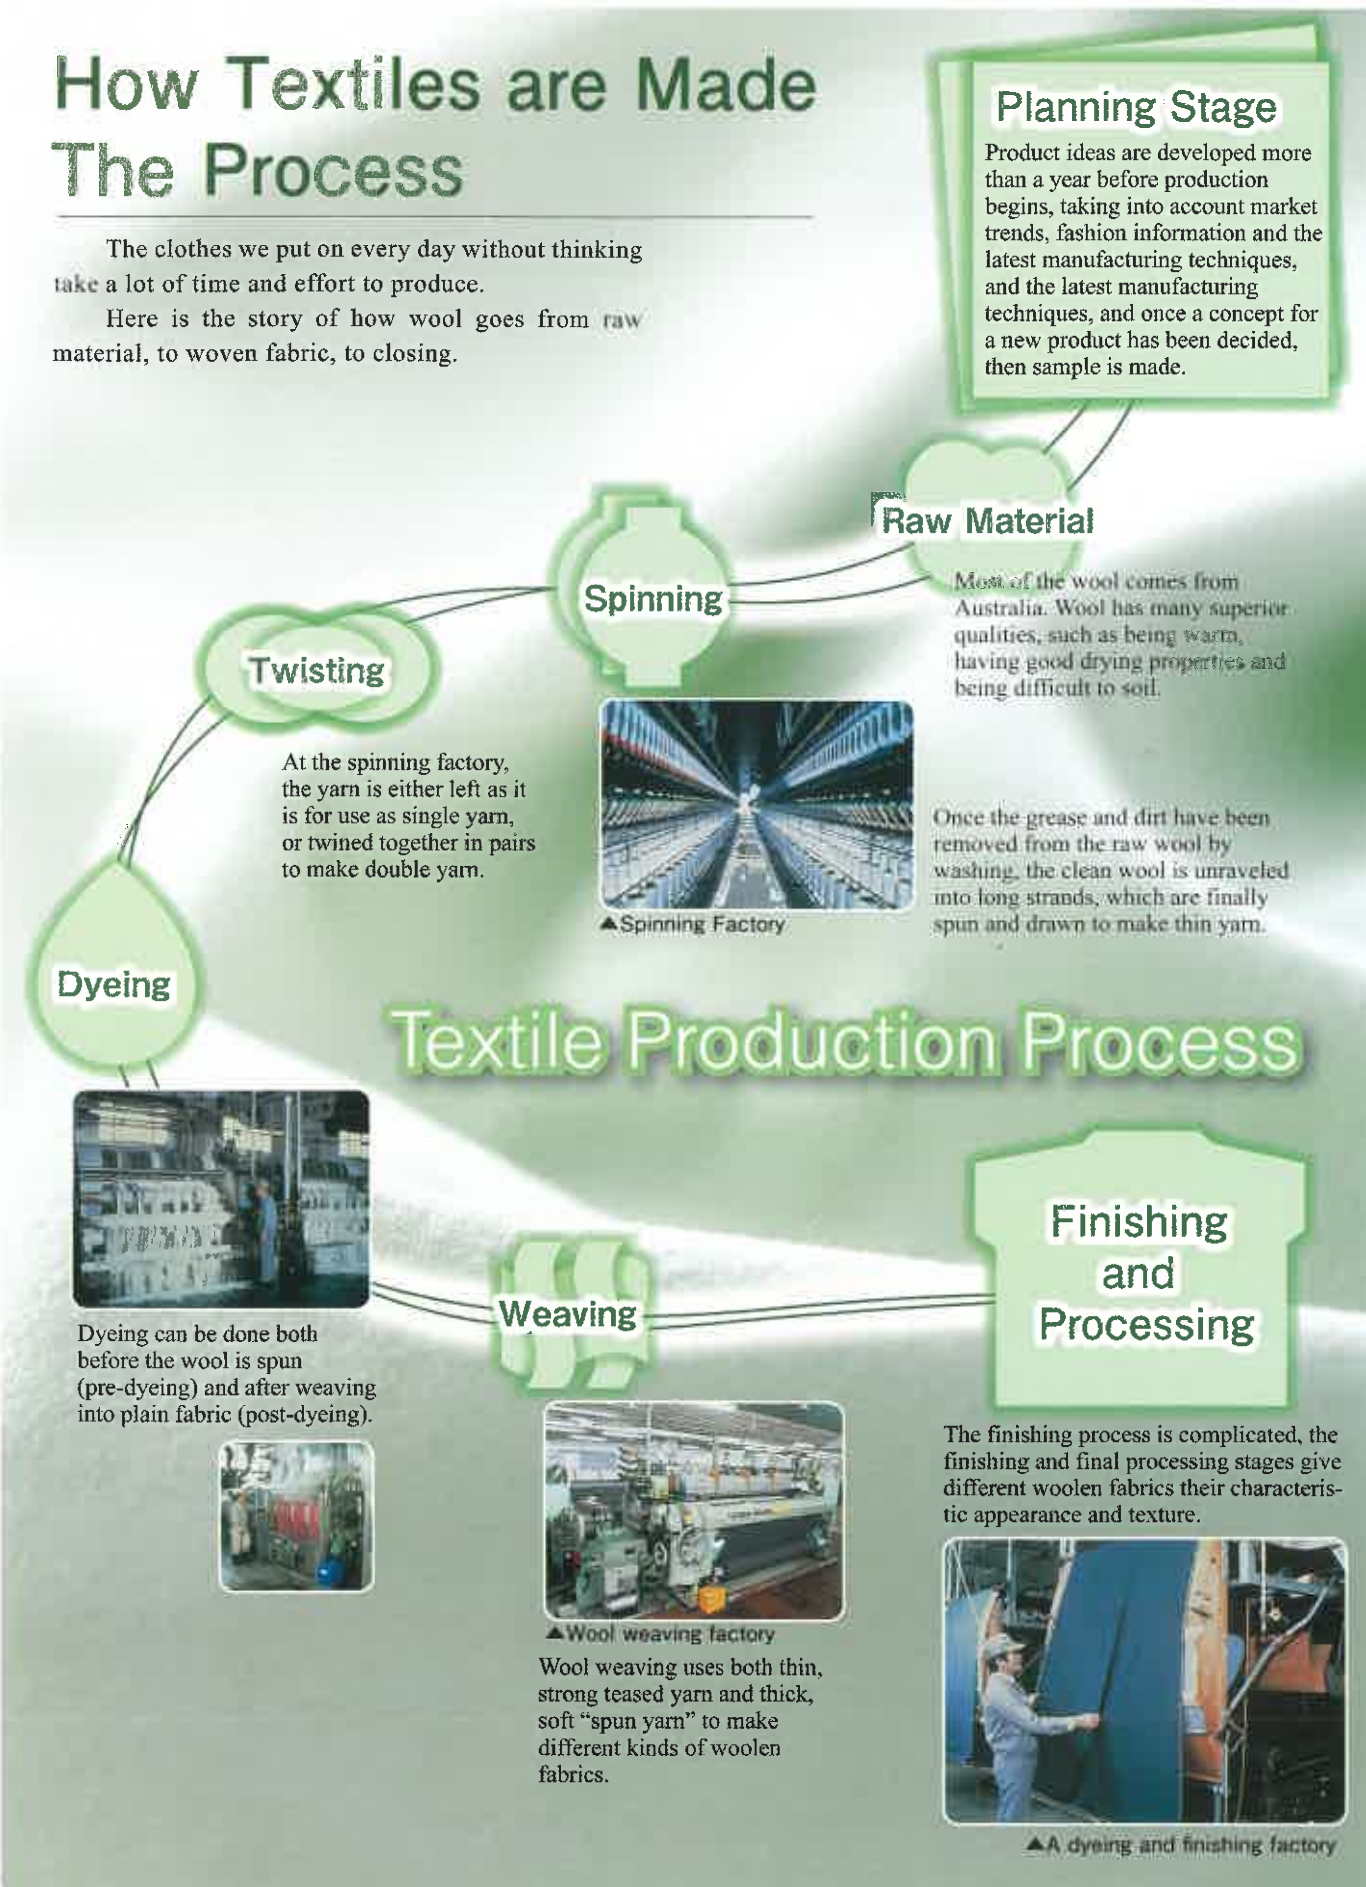 How Textiles are Made
The Process
The clothes we put on every day without thinking
take a lot of time and effort to produce.
Here is the story of how wool goes from raw
material, to woven fabric, to closing.
Planning Stage
Product ideas are developed more
than a year before production
begins, taking into account market
trends, fashion information and the
latest manufacturing techniques,
and the latest manufacturing
techniques, and once a concept for
a new product has been decided,
then sample is made.
Raw Material
Most of the wool comes from
Australia. Wool has many superior
qualities, such as being warm,
having good drying properties and
being difficult to soil.
Spinning
▲Spinning Factory
Once the grease and dirt have been
removed from the raw wool by
washing, the clean wool is unraveled
into long strands, which are finally
spun and drawn to make thin yarn.
Twisting
At the spinning factory,
the yarn is either left as it
is for use as single yarn,
or twined together in pairs
to make double yarn.
Dyeing
Textile Production Process
Dyeing can be done both
before the wool is spun
(pre-dyeing) and after weaving
into plain fabric (post-dyeing).
Weaving
▲Wool weaving factory
Wool weaving uses both thin,
strong teased yarn and thick,
soft “spun yarn” to make
different kinds of woolen
fabrics.
Finishing
and
Processing
The finishing process is complicated, the
finishing and final processing stages give
different woolen fabrics their characteris-
tic appearance and texture.
▲A dyeing and finishing factory